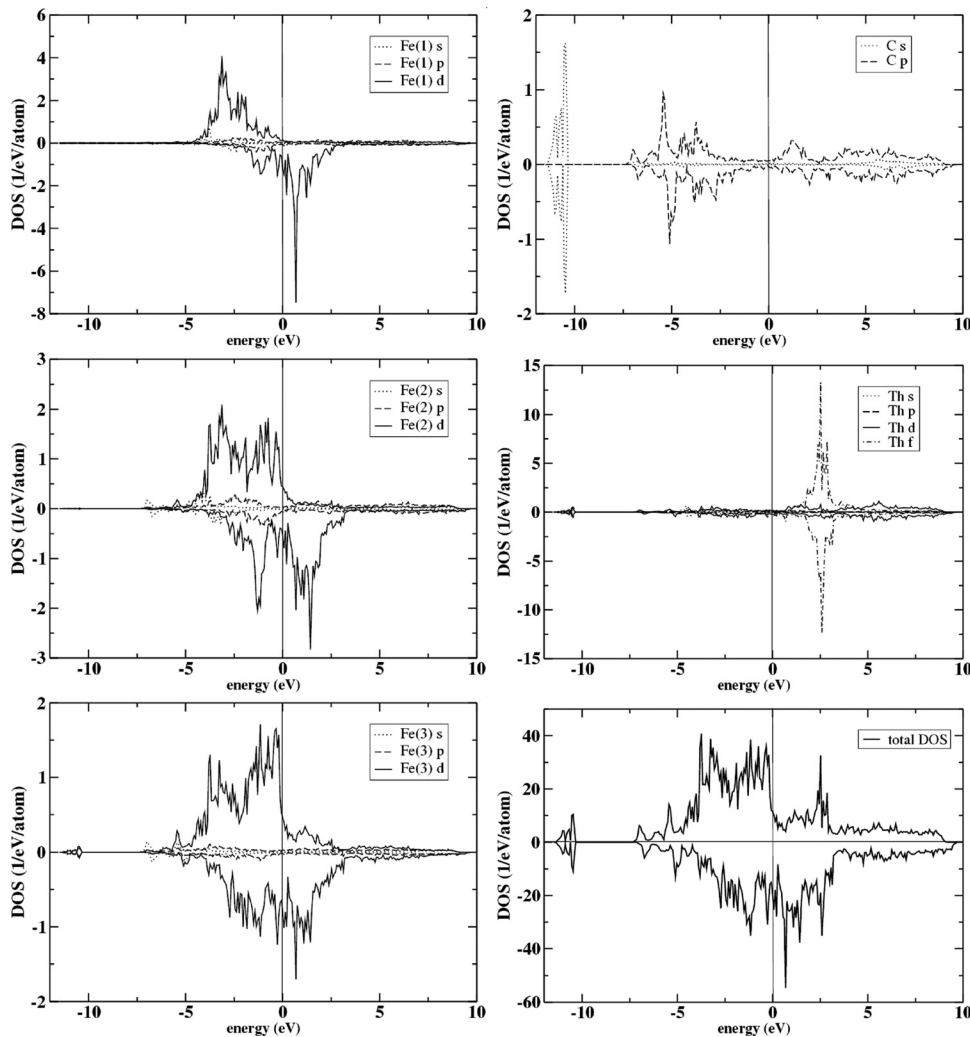 6
4
2
0
-2
-4
-6
-8
DOS (1/eV/atom)
Fe(1) s
Fe(1) p
Fe(1) d
-10
-5
0
5
10
energy (eV)
2
1
0
-1
-2
DOS (1/eV/atom)
C s
C p
-10
-5
0
5
10
energy (eV)
3
2
1
0
-1
-2
-3
DOS (1/eV/atom)
Fe(2) s
Fe(2) p
Fe(2) d
-10
-5
0
5
10
energy (eV)
15
10
5
0
-5
-10
-15
DOS (1/eV/atom)
Th s
Th p
Th d
Th f
-10
-5
0
5
10
energy (eV)
2
1
0
-1
-2
DOS (1/eV/atom)
Fe(3) s
Fe(3) p
Fe(3) d
-10
-5
0
5
10
energy (eV)
40
20
0
-20
-40
-60
DOS (1/eV/atom)
total DOS
-10
-5
0
5
10
energy (eV)